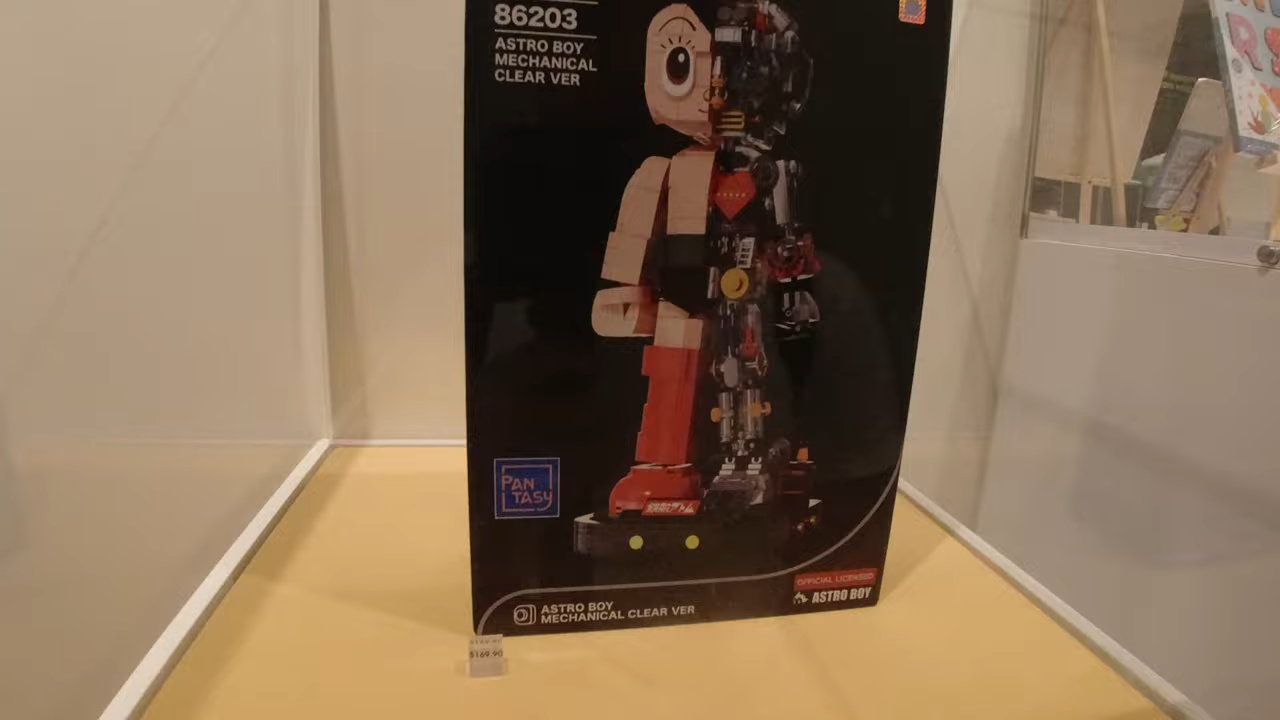 86203
ASTRO BOY
MECHANICAL
CLEAR VER
PAN
TASY
OFFICIAL LICENSED
ASTRO BOY
ASTRO BOY
MECHANICAL CLEAR VER
$169.90